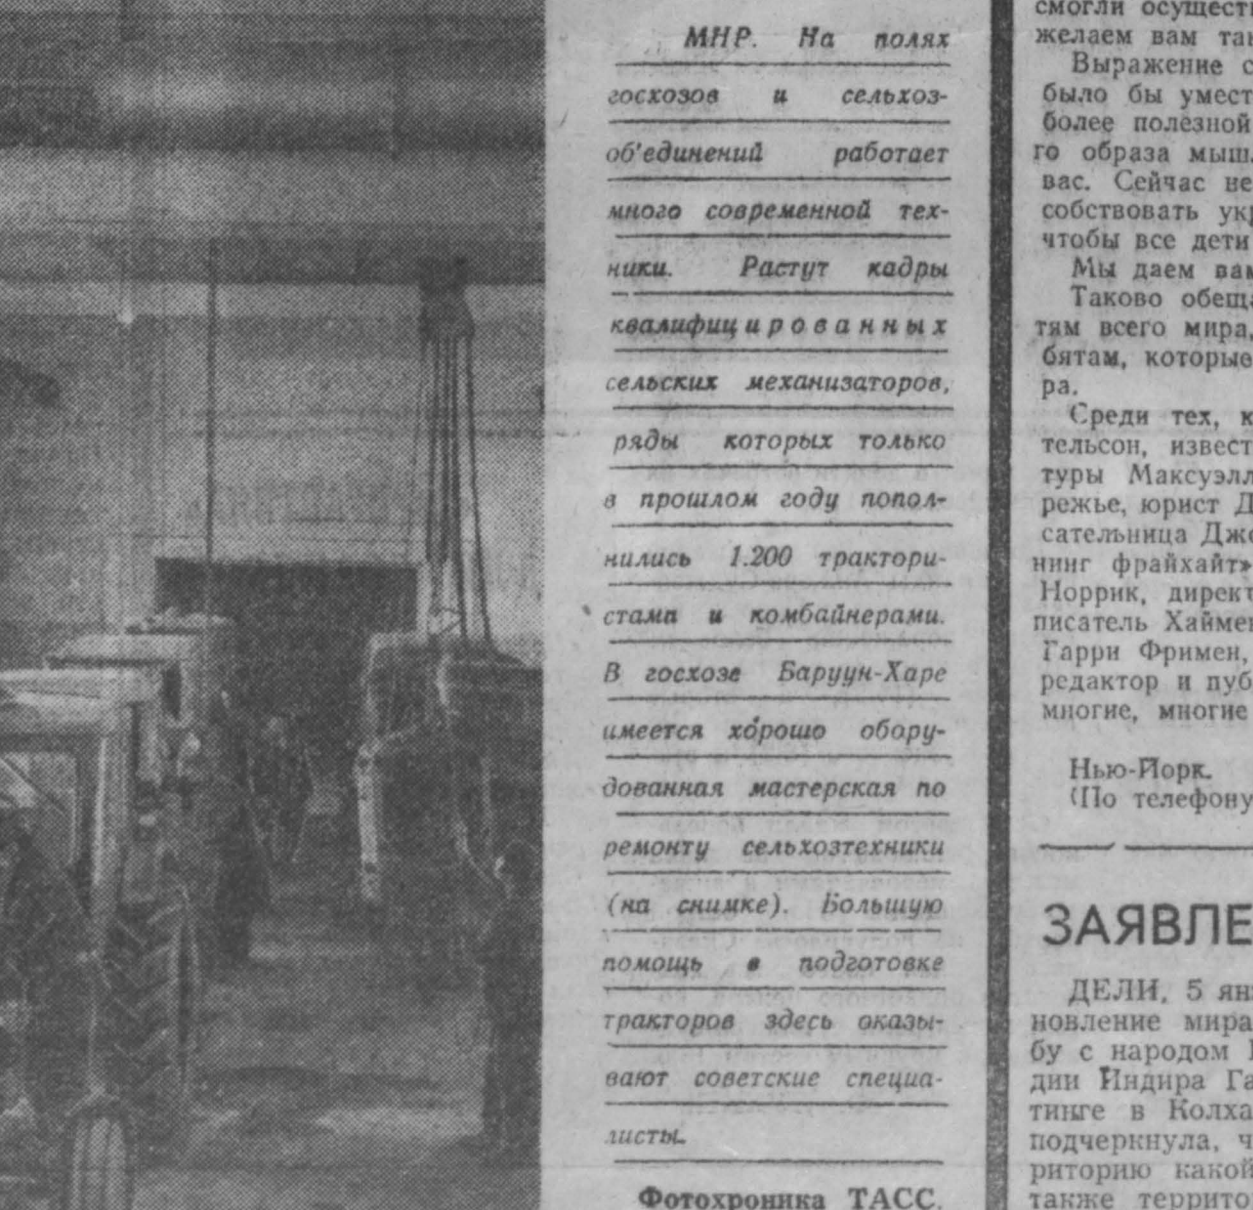 МНР. На полях
госхозов и сельхоз-
об'единений работает
много современной тех-
ники. Растут кадры
квалифицированных
сельских механизаторов,
ряды которых только
в прошлом году попол-
нились 1.200 трактори-
стами и комбайнерами.
В госхозе Баруун-Харе
имеется хорошо обору-
дованная мастерская по
ремонту сельхозтехники
(на снимке). Большую
помощь в подготовке
тракторов здесь оказы-
вают советские специа-
листы.
Фотохроника ТАСС.
смогли осущест
желаем вам так
Выражение с
было бы умест
более полезной
го образа мыш
вас. Сейчас не
собствовать ук
чтобы все дети
Мы даем вам
Таково обеща
тям всего мира,
бятам, которые
ра.
Среди тех, к
тельсон, извест
туры Максуэлл
режье, юрист Д
сательница Джо
нинг фрайхайт»
Норрик, директ
писатель Хайме
Гарри Фримен,
редактор и пуб
многие, многие
Нью-Йорк.
(По телефону
ЗАЯВЛЕ
ДЕЛИ, 5 ян
новление мира
бу с народом
дии Индира Га
тинге в Колха
подчеркнула, ч
риторию какой
также террито